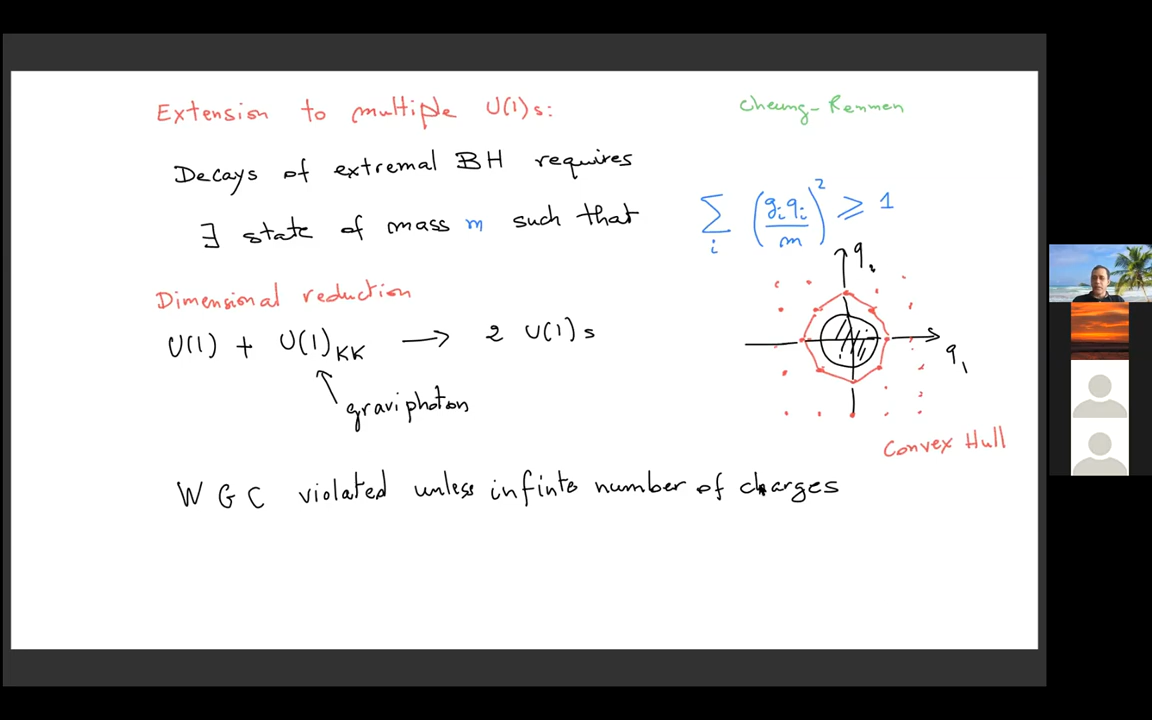 Extension to multiple U(1)s:
Cheung-Remmen
Decays of extremal BH requires
∃ state of mass m such that
∑ᵢ (gᵢqᵢ/m)² ⩾ 1
Dimensional reduction
U(1) + U(1)KK → 2 U(1)s
graviphoton
q₂
q₁
Convex Hull
WGC violated unless infinite number of charges